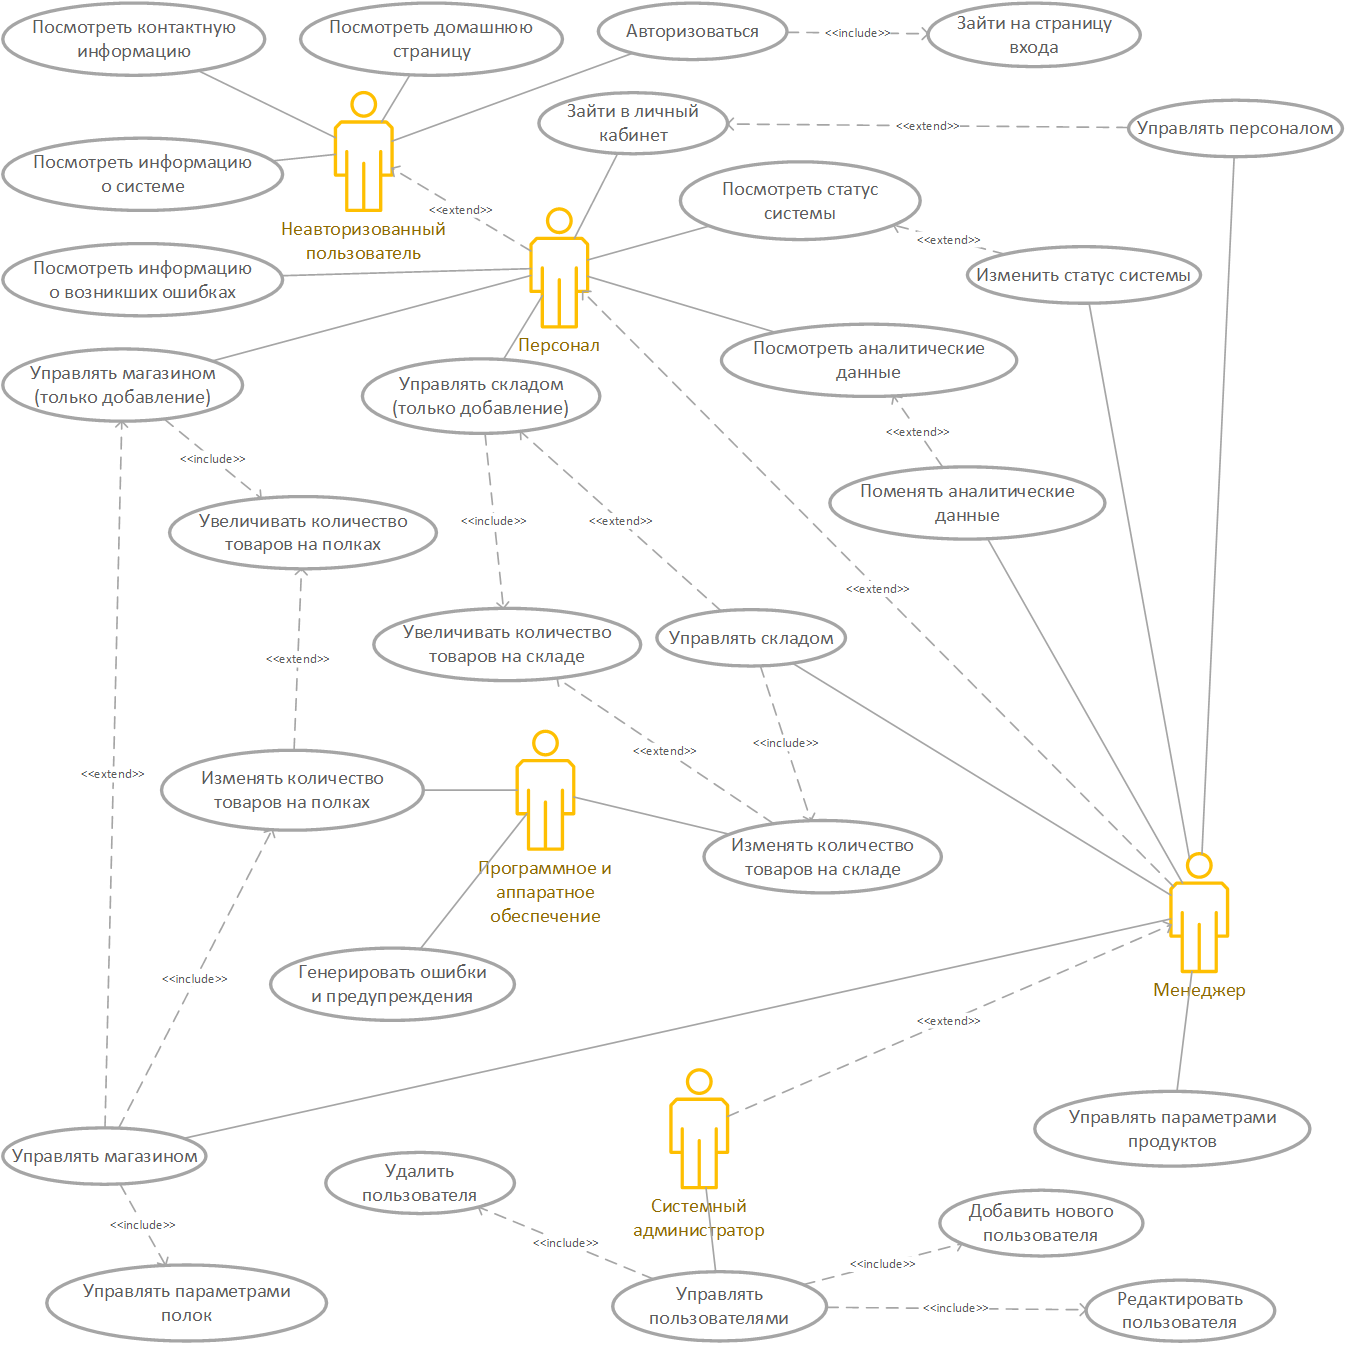 Посмотреть контактную
информацию
Посмотреть домашнюю
страницу
Авторизоваться
<<include>>
Зайти на страницу
входа
Зайти в личный
кабинет
<<extend>>
Управлять персоналом
Посмотреть информацию
о системе
Неавторизованный
пользователь
<<extend>>
Посмотреть статус
системы
<<extend>>
Изменить статус системы
Посмотреть информацию
о возникших ошибках
Персонал
Посмотреть аналитические
данные
Управлять магазином
(только добавление)
Управлять складом
(только добавление)
<<extend>>
<<include>>
Поменять аналитические
данные
Увеличивать количество
товаров на полках
<<include>>
<<extend>>
<<extend>>
Увеличивать количество
товаров на складе
Управлять складом
<<extend>>
<<extend>>
<<include>>
<<extend>>
Изменять количество
товаров на полках
Программное и
аппаратное
обеспечение
Изменять количество
товаров на складе
<<include>>
Генерировать ошибки
и предупреждения
Менеджер
<<extend>>
Управлять параметрами
продуктов
Управлять магазином
Удалить
пользователя
Системный
администратор
Добавить нового
пользователя
<<include>>
<<include>>
<<include>>
Управлять параметрами
полок
Управлять
пользователями
<<include>>
Редактировать
пользователя